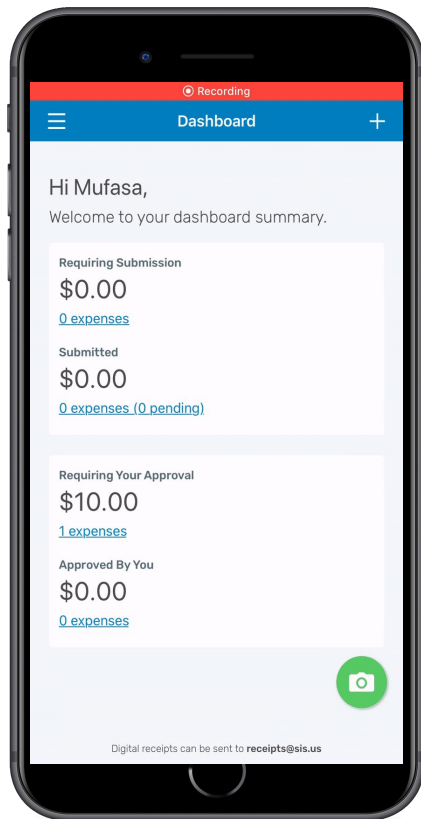 Recording
Dashboard
Hi Mufasa,
Welcome to your dashboard summary.
Requiring Submission
$0.00
0 expenses
Submitted
$0.00
0 expenses (0 pending)
Requiring Your Approval
$10.00
1 expenses
Approved By You
$0.00
0 expenses
Digital receipts can be sent to receipts@sis.us